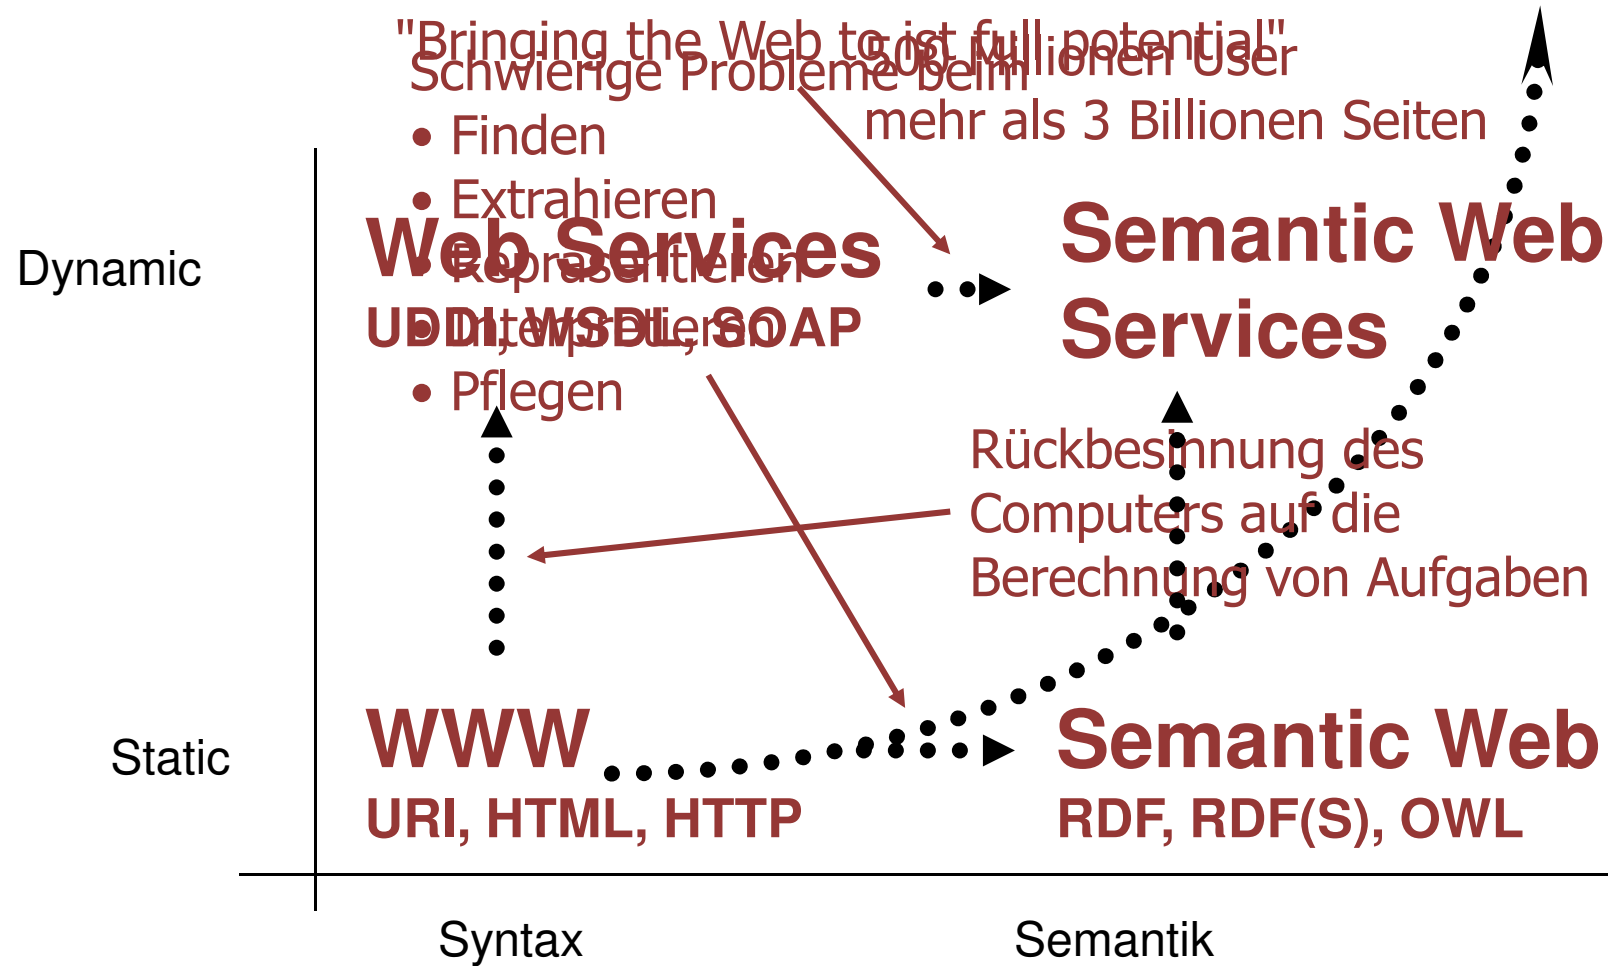 "Bringing the Web to ist full potential"
Schwierige Probleme beim
• Finden
• Extrahieren
• Repräsentieren
• Interpretieren
• Pflegen
500 Millionen User
mehr als 3 Billionen Seiten
Dynamic
Web Services
UDDI, WSDL, SOAP
Semantic Web
Services
Rückbesinnung des
Computers auf die
Berechnung von Aufgaben
Static
WWW
URI, HTML, HTTP
Semantic Web
RDF, RDF(S), OWL
Syntax
Semantik